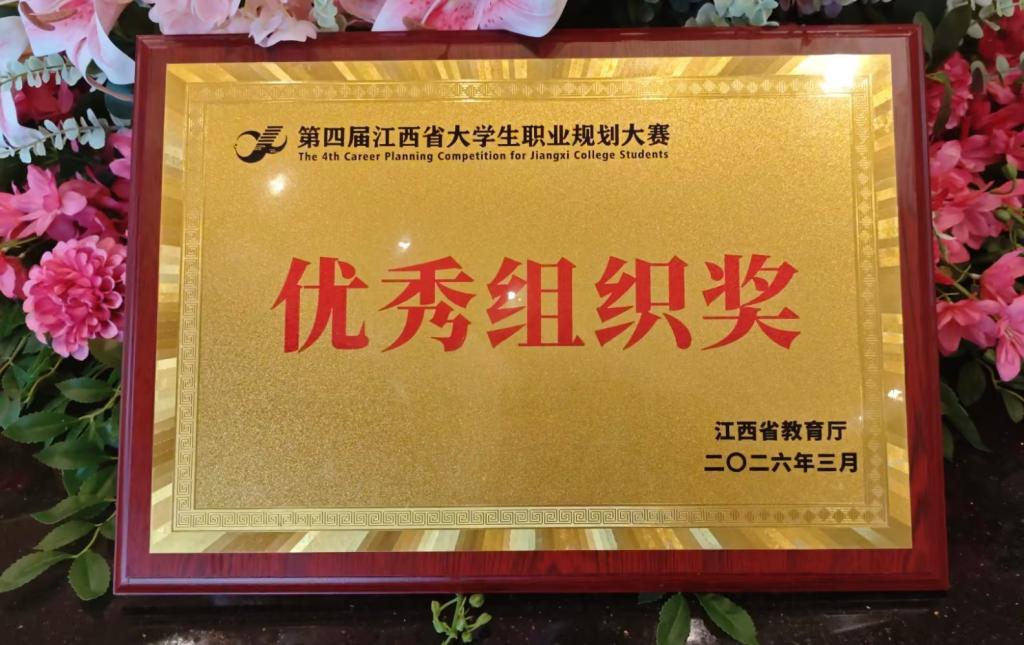 第四届江西省大学生职业规划大赛
The 4th Career Planning Competition for Jiangxi College Students
优秀组织奖
江西省教育厅
二〇二六年三月